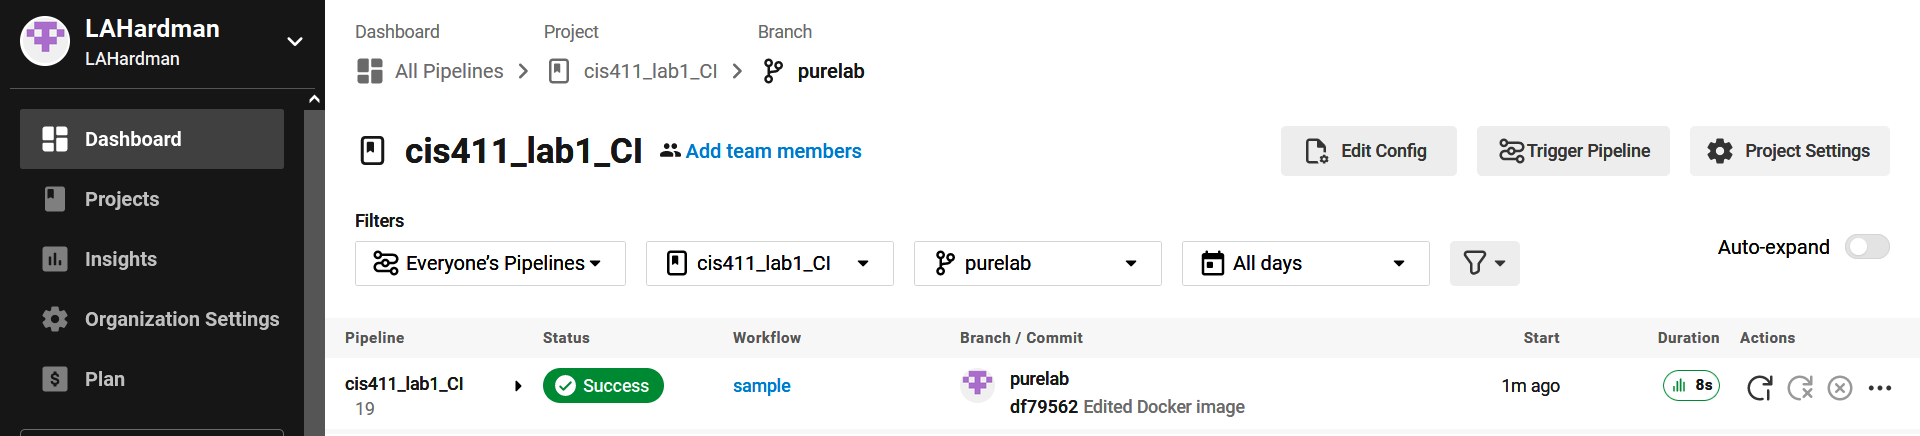 LAHardman
LAHardman
Dashboard
Projects
Insights
Organization Settings
Plan
Dashboard Project Branch
All Pipelines cis411_lab1_CI purelab
cis411_lab1_CI Add team members Edit Config Trigger Pipeline Project Settings
Filters
Everyone’s Pipelines cis411_lab1_CI purelab All days Auto-expand
Pipeline Status Workflow Branch / Commit Start Duration Actions
cis411_lab1_CI Success sample purelab 1m ago 8s
19 df79562 Edited Docker image